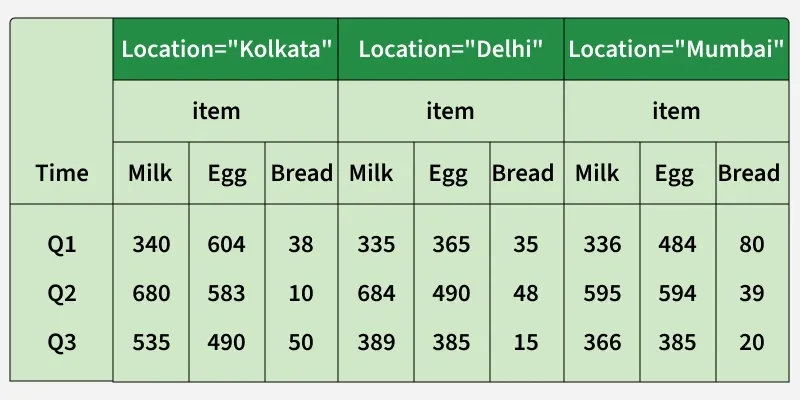 Location="Kolkata" Location="Delhi" Location="Mumbai"
item item item
Time Milk Egg Bread Milk Egg Bread Milk Egg Bread
Q1 340 604 38 335 365 35 336 484 80
Q2 680 583 10 684 490 48 595 594 39
Q3 535 490 50 389 385 15 366 385 20